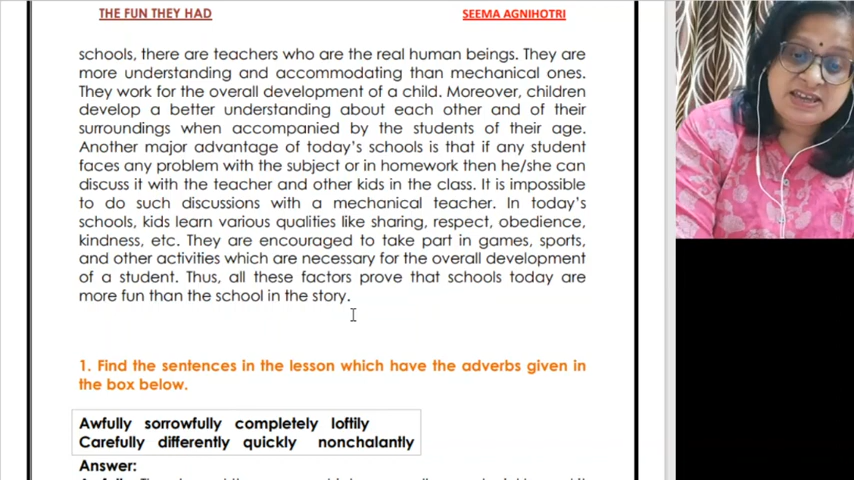 THE FUN THEY HAD
SEEMA AGNIHOTRI
schools, there are teachers who are the real human beings. They are
more understanding and accommodating than mechanical ones.
They work for the overall development of a child. Moreover, children
develop a better understanding about each other and of their
surroundings when accompanied by the students of their age.
Another major advantage of today's schools is that if any student
faces any problem with the subject or in homework then he/she can
discuss it with the teacher and other kids in the class. It is impossible
to do such discussions with a mechanical teacher. In today's
schools, kids learn various qualities like sharing, respect, obedience,
kindness, etc. They are encouraged to take part in games, sports,
and other activities which are necessary for the overall development
of a student. Thus, all these factors prove that schools today are
more fun than the school in the story.
1. Find the sentences in the lesson which have the adverbs given in
the box below.
Awfully sorrowfully completely loftily
Carefully differently quickly nonchalantly
Answer: